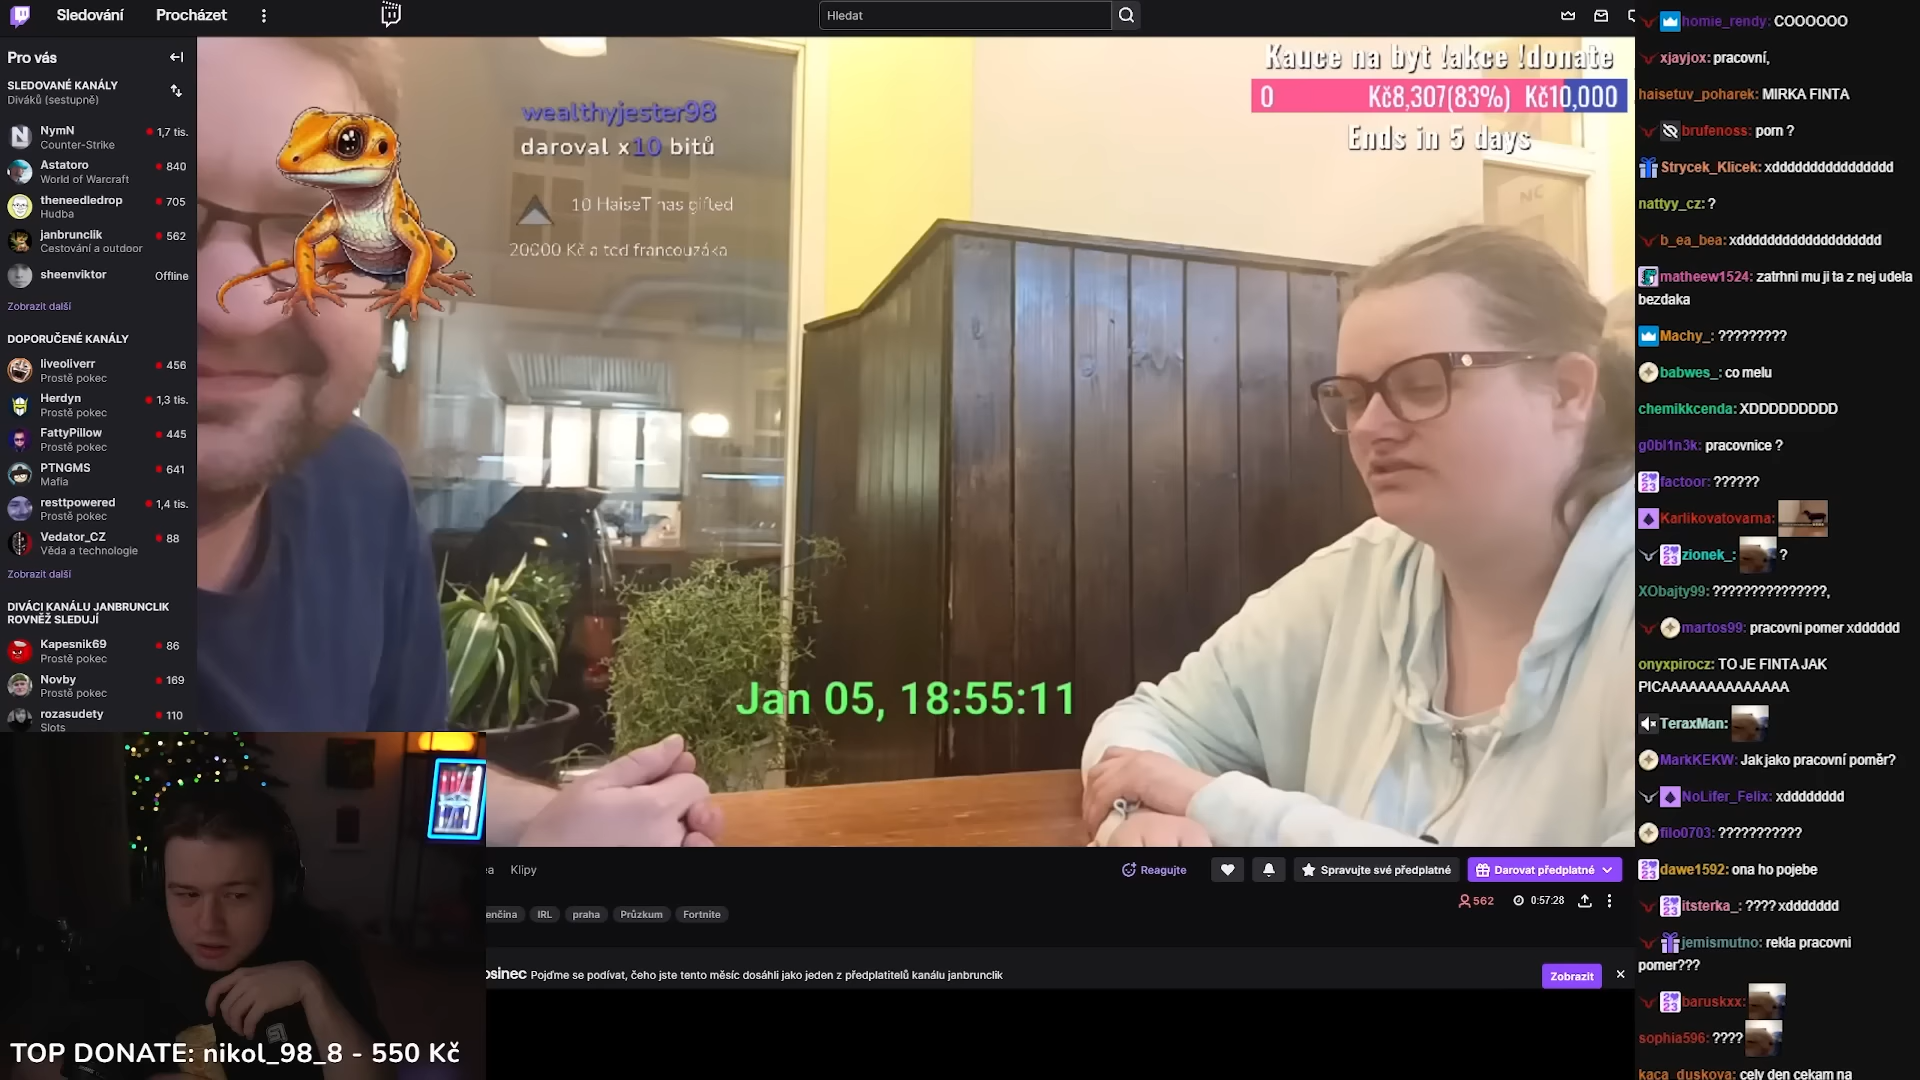 Sledování
Procházet
Hledat
Pro vás
SLEDOVANÉ KANÁLY
Diváků (sestupně)
NymN
1,7 tis.
Counter-Strike
Astatoro
840
World of Warcraft
theneedledrop
705
Hudba
janbrunclik
562
Cestování a outdoor
sheenviktor
Offline
Zobrazit další
DOPORUČENÉ KANÁLY
liveoliverr
456
Prostě pokec
Herdyn
1,3 tis.
Prostě pokec
FattyPillow
445
Prostě pokec
PTNGMS
641
Mafia
resttpowered
1,4 tis.
Prostě pokec
Vedator_CZ
88
Věda a technologie
Zobrazit další
DIVÁCI KANÁLU JANBRUNCLIK
ROVNĚŽ SLEDUJÍ
Kapesnik69
86
Prostě pokec
Novby
169
Prostě pokec
rozasudety
110
Slots
TOP DONATE: nikol_98_8 - 550 Kč
wealthyjester98
daroval x10 bitů
10 HaiseT has gifted
20000 Kč a tcd francouzáka
Kauce na byt !akce !donate
0 Kč8,307(83%) Kč10,000
Ends in 5 days
Jan 05, 18:55:11
Klipy
Reagujte
Spravujte své předplatné
Darovat předplatné
562
0:57:28
IRL
praha
Průzkum
Fortnite
Pojďme se podívat, čeho jste tento měsíc dosáhli jako jeden z předplatitelů kanálu janbrunclik
Zobrazit
homie_rendy: COOOOOO
xjayjox: pracovní,
haisetuv_poharek: MIRKA FINTA
brufenoss: porn ?
Strycek_Klicek: xdddddddddddddddd
nattyy_cz: ?
b_ea_bea: xddddddddddddddddddd
matheew1524: zatrhni mu ji ta z nej udela
bezdaka
Machy_: ?????????
babwes_: co melu
chemikkcenda: XDDDDDDDDD
g0bl1n3k: pracovnice ?
factoor: ??????
Karlikovatovarna:
zionek_: ?
XObajty99: ???????????????,
martos99: pracovni pomer xdddddd
onyxpirocz: TO JE FINTA JAK
PICAAAAAAAAAAAAAA
TeraxMan:
MarkKEKW: Jak jako pracovní poměr?
NoLifer_Felix: xdddddddd
filo0703: ???????????
dawe1592: ona ho pojebe
itsterka_: ???? xddddddd
jemismutno: rekla pracovni
pomer???
baruskxx:
sophia596: ????
kaca_duskova: cely den cekam na